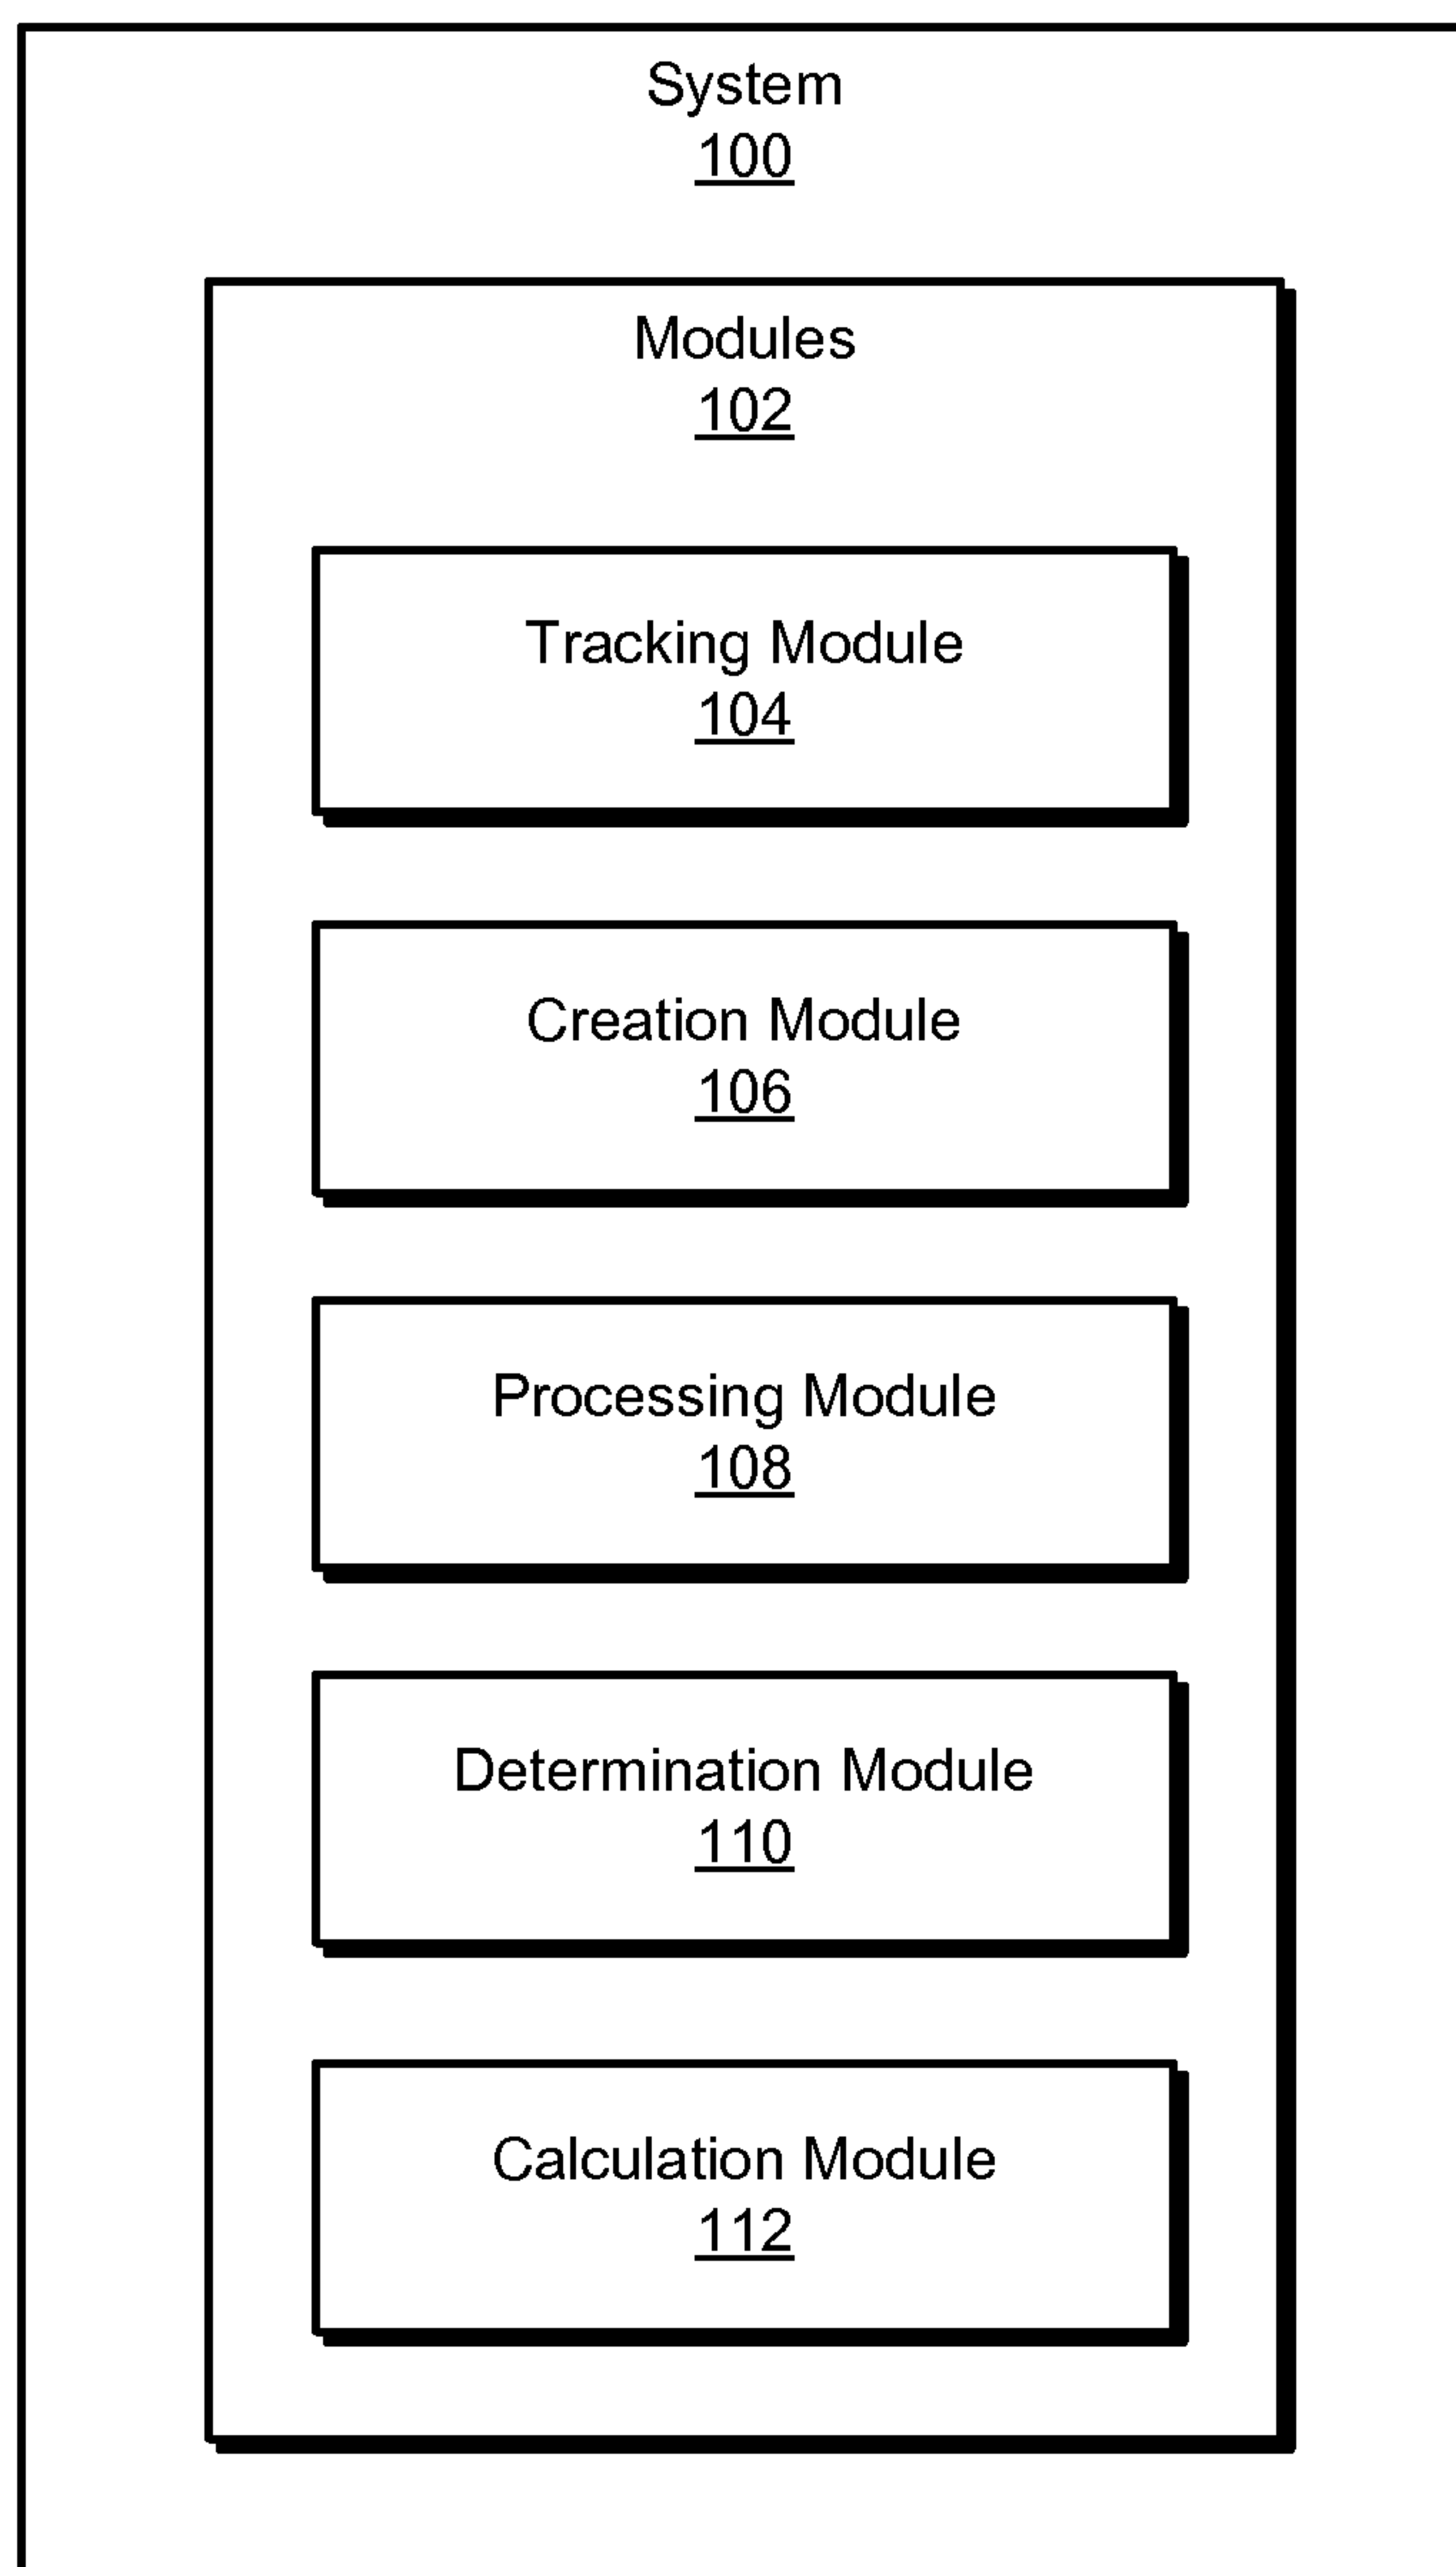 System
100
Modules
102
Tracking Module
104
Creation Module
106
Processing Module
108
Determination Module
110
Calculation Module
112